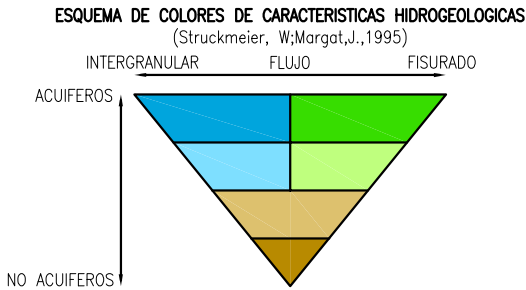 ESQUEMA DE COLORES DE CARACTERISTICAS HIDROGEOLOGICAS
(Struckmeier, W;Margat,J.,1995)
INTERGRANULAR FLUJO FISURADO
ACUIFEROS
NO ACUIFEROS